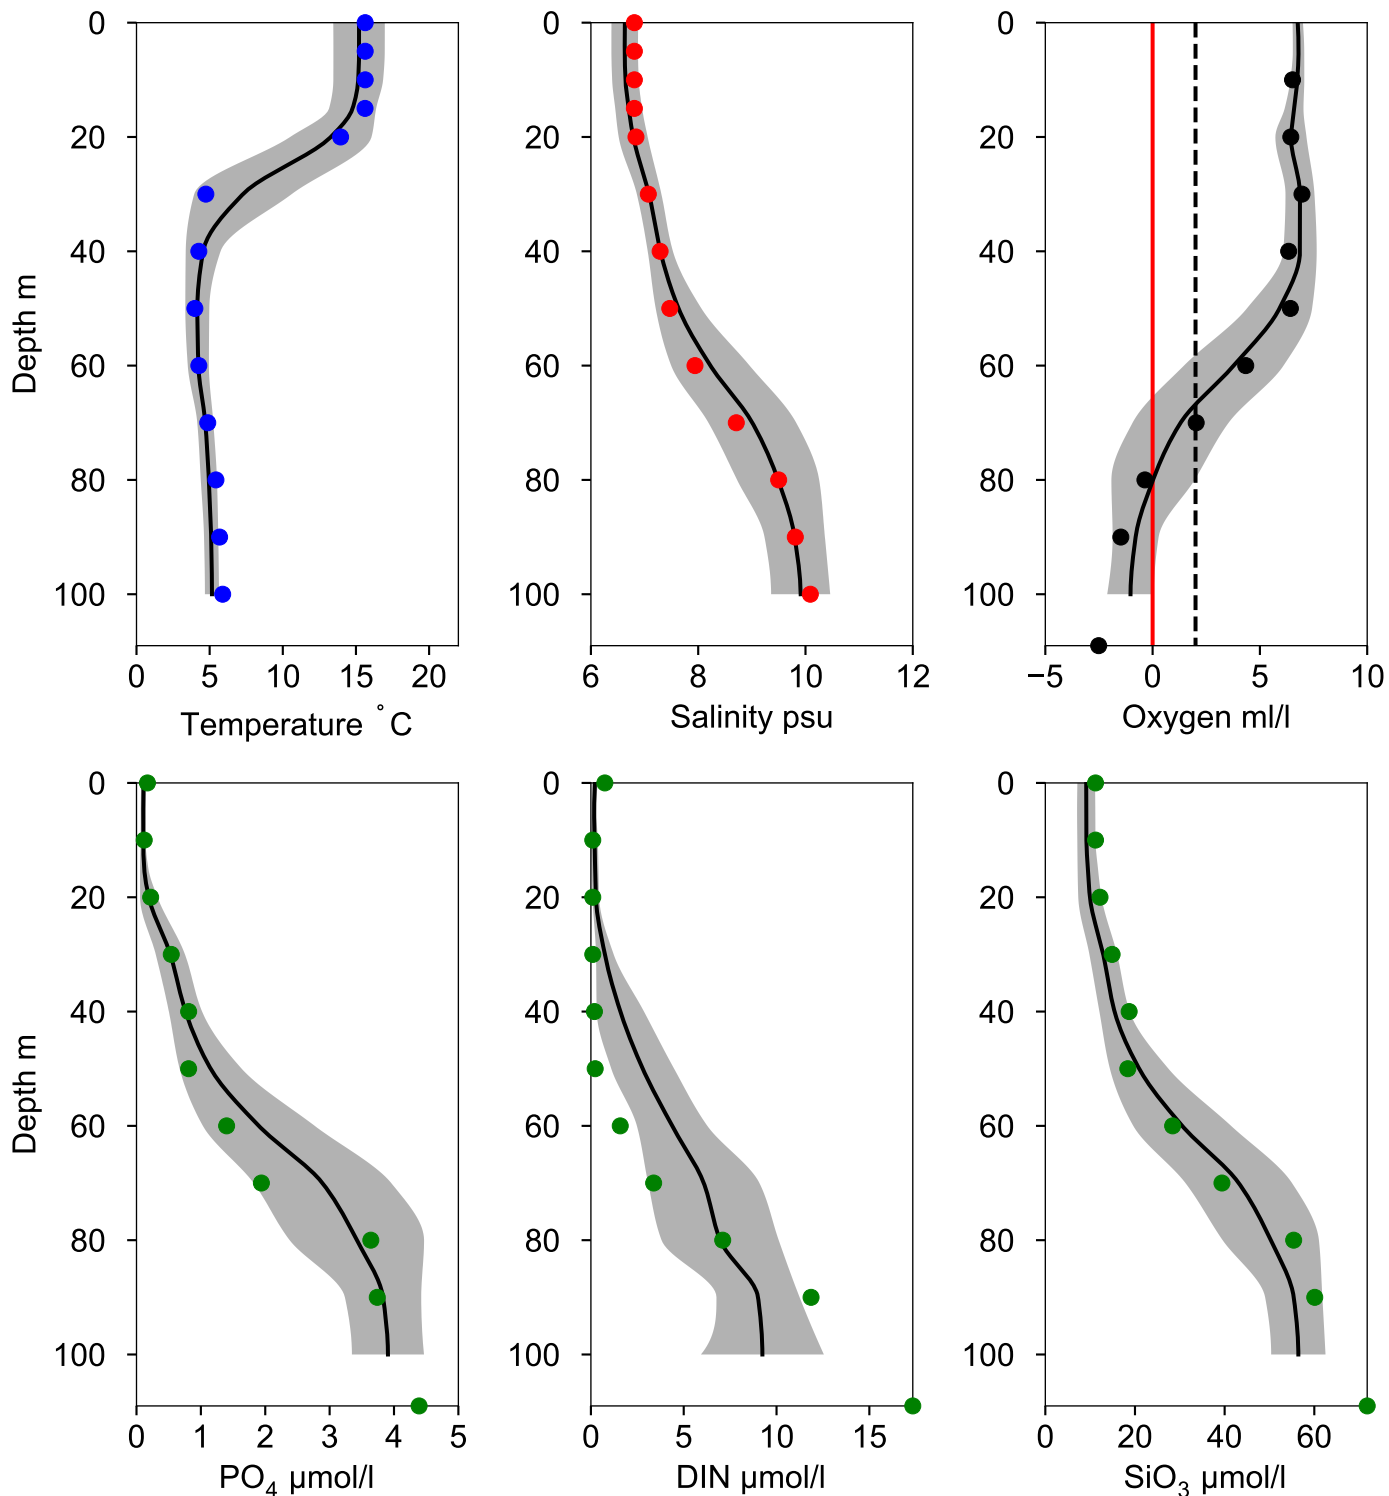 0
20
40
60
80
100
Depth m
0 5 10 15 20
Temperature ° C
0
20
40
60
80
100
6 8 10 12
Salinity psu
0
20
40
60
80
100
−5 0 5 10
Oxygen ml/l
0
20
40
60
80
100
Depth m
0 1 2 3 4 5
PO₄ µmol/l
0
20
40
60
80
100
0 5 10 15
DIN µmol/l
0
20
40
60
80
100
0 20 40 60
SiO₃ µmol/l